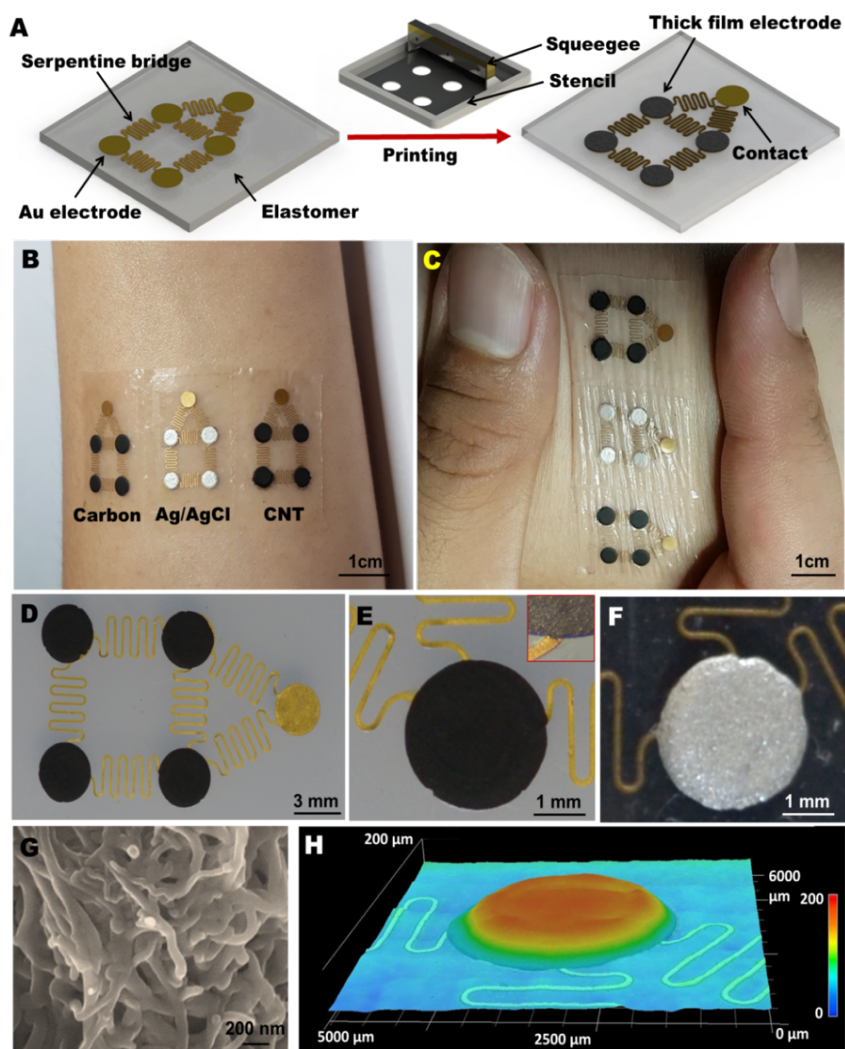 A
Serpentine bridge
Au electrode
Elastomer
Squeegee
Stencil
Printing
Thick film electrode
Contact
B
Carbon
Ag/AgCl
CNT
1cm
C
1cm
D
3 mm
E
1 mm
F
1 mm
G
200 nm
H
200 µm
6000
µm
200
0
5000 µm
2500 µm
0 µm